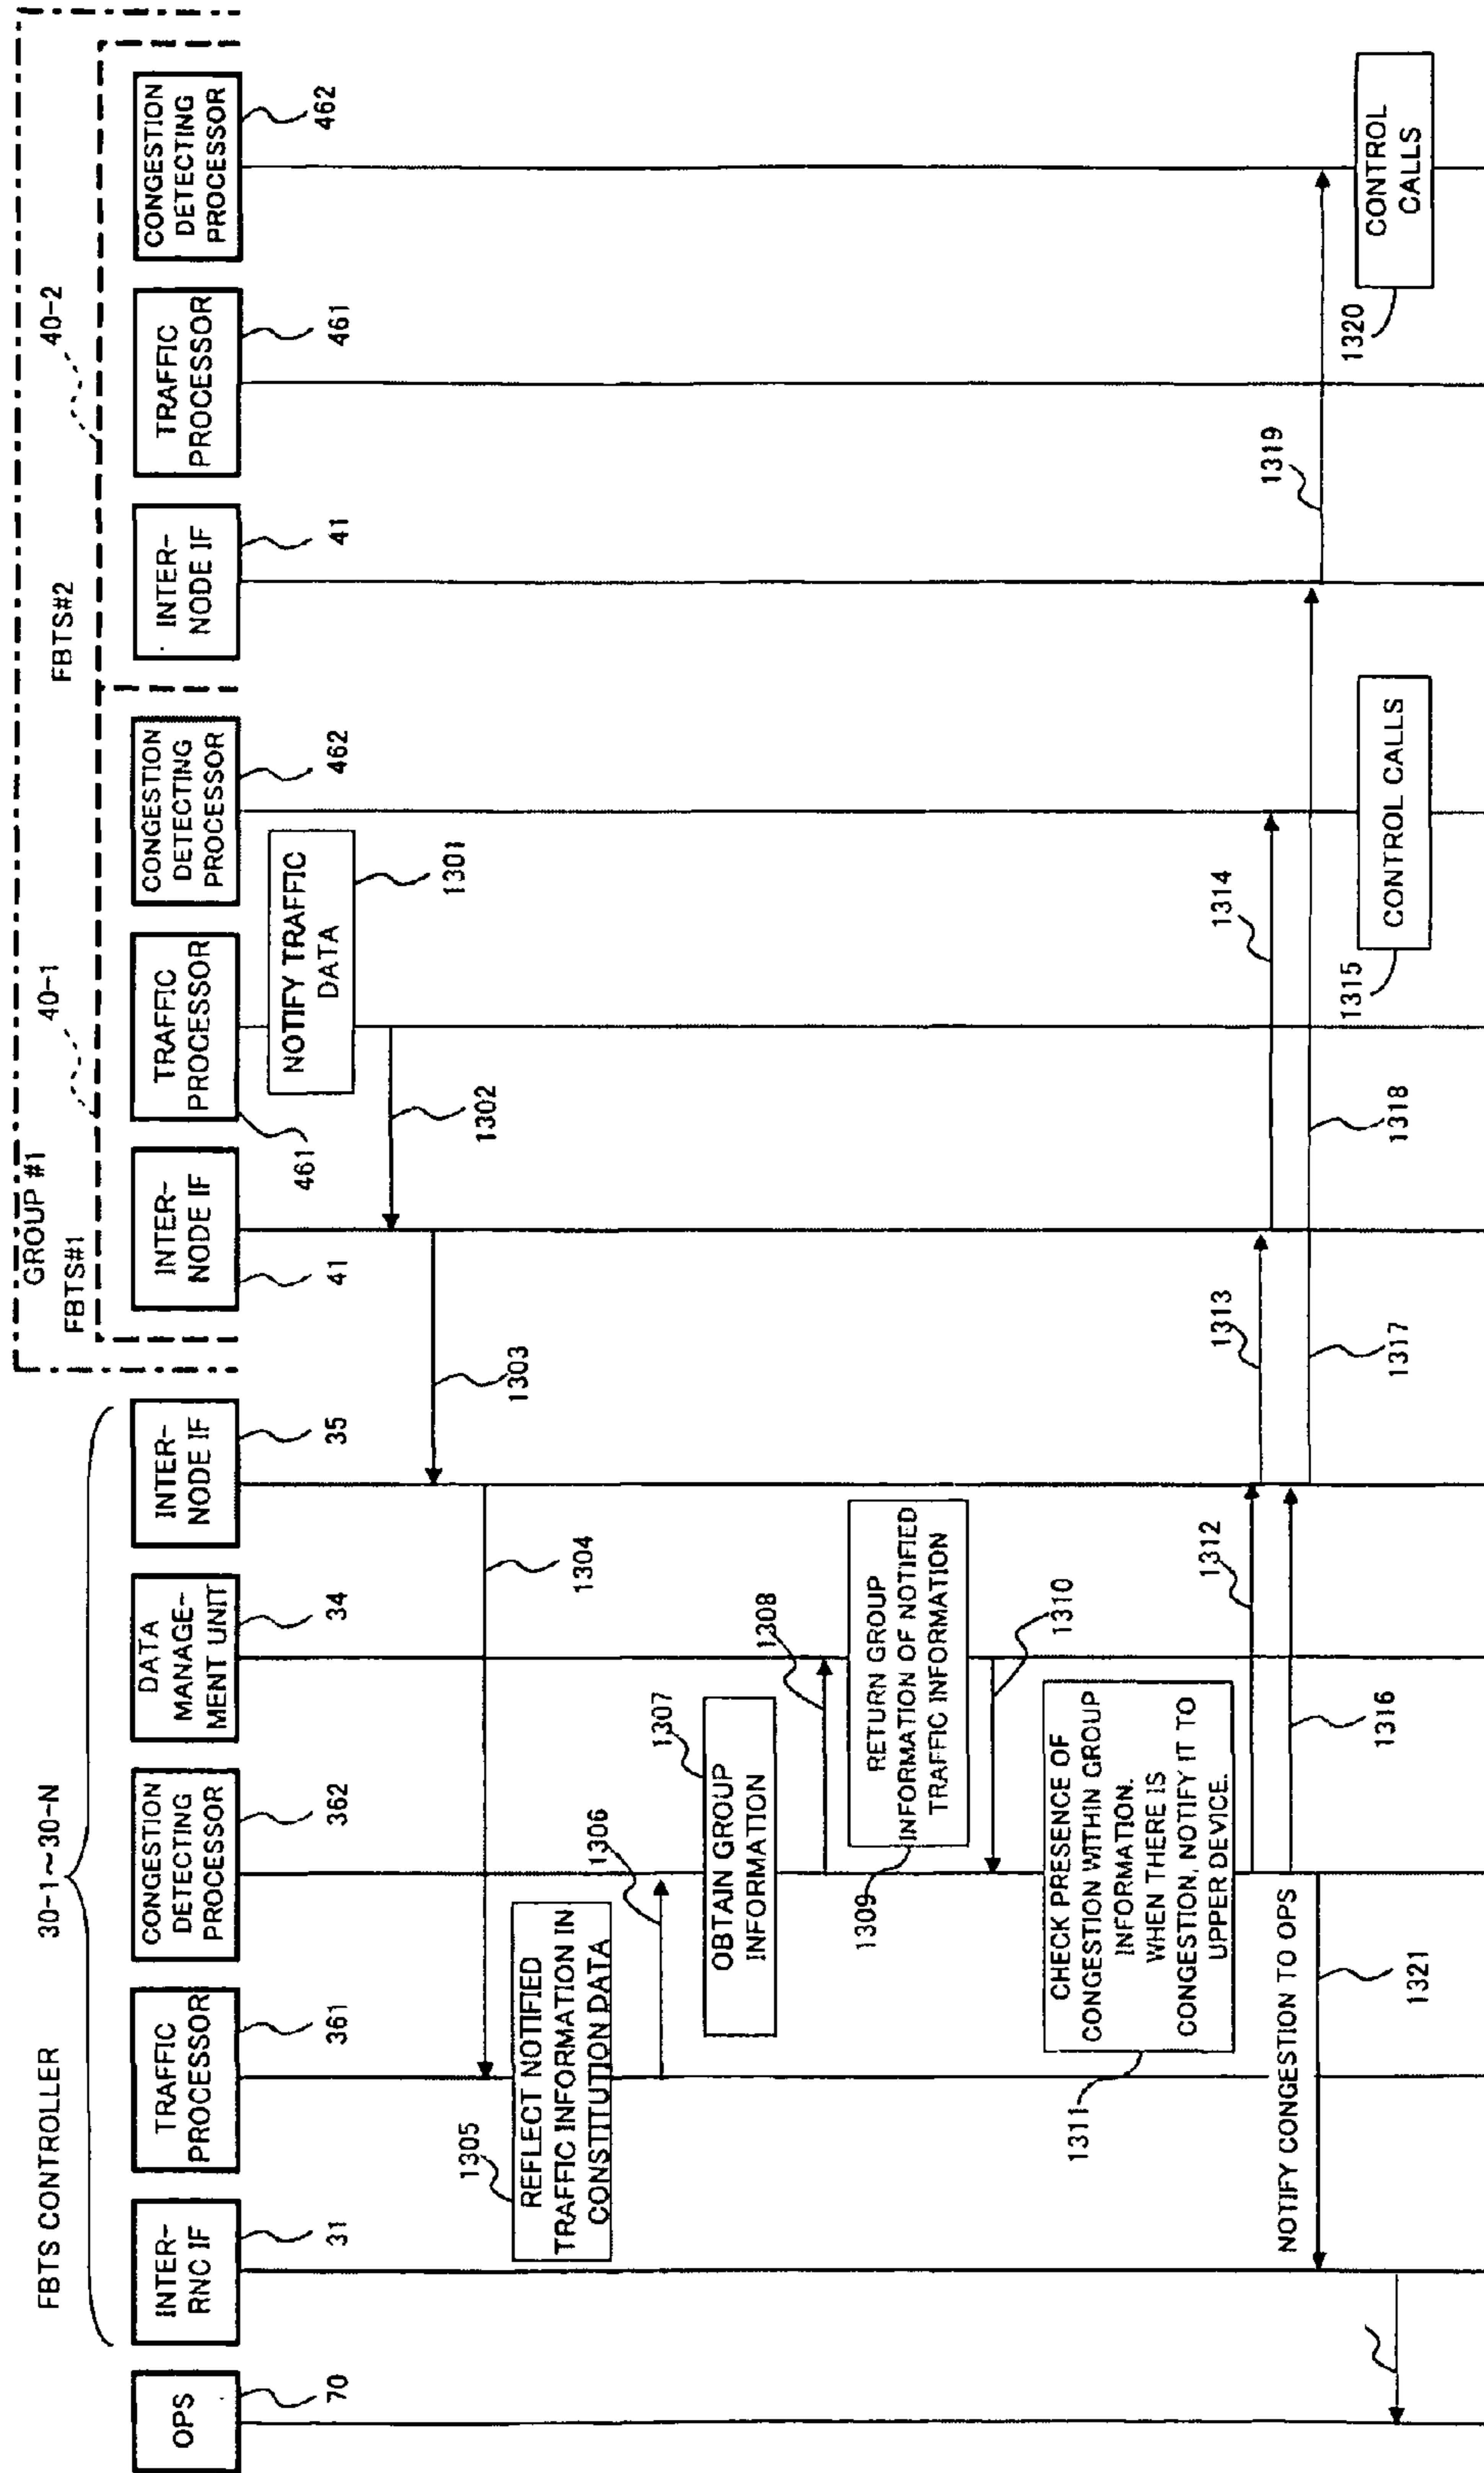 FBTS CONTROLLER 30-1~30-N
GROUP #1
FBTS#1
40-1
FBTS#2
40-2
OPS
70
INTER-
RNC IF
31
TRAFFIC
PROCESSOR
361
CONGESTION
DETECTING
PROCESSOR
362
DATA
MANAGE-
MENT UNIT
34
INTER-
NODE IF
35
INTER-
NODE IF
41
TRAFFIC
PROCESSOR
461
CONGESTION
DETECTING
PROCESSOR
462
INTER-
NODE IF
41
TRAFFIC
PROCESSOR
461
CONGESTION
DETECTING
PROCESSOR
462
NOTIFY TRAFFIC
DATA
1301
1302
1303
1304
1305
REFLECT NOTIFIED
TRAFFIC INFORMATION IN
CONSTITUTION DATA
1306
1307
OBTAIN GROUP
INFORMATION
1308
1309
RETURN GROUP
INFORMATION OF NOTIFIED
TRAFFIC INFORMATION
1310
1311
CHECK PRESENCE OF
CONGESTION WITHIN GROUP
INFORMATION.
WHEN THERE IS
CONGESTION, NOTIFY IT TO
UPPER DEVICE.
1312
1313
1314
1315
CONTROL CALLS
1316
1317
1318
1319
1320
CONTROL
CALLS
NOTIFY CONGESTION TO OPS
1321